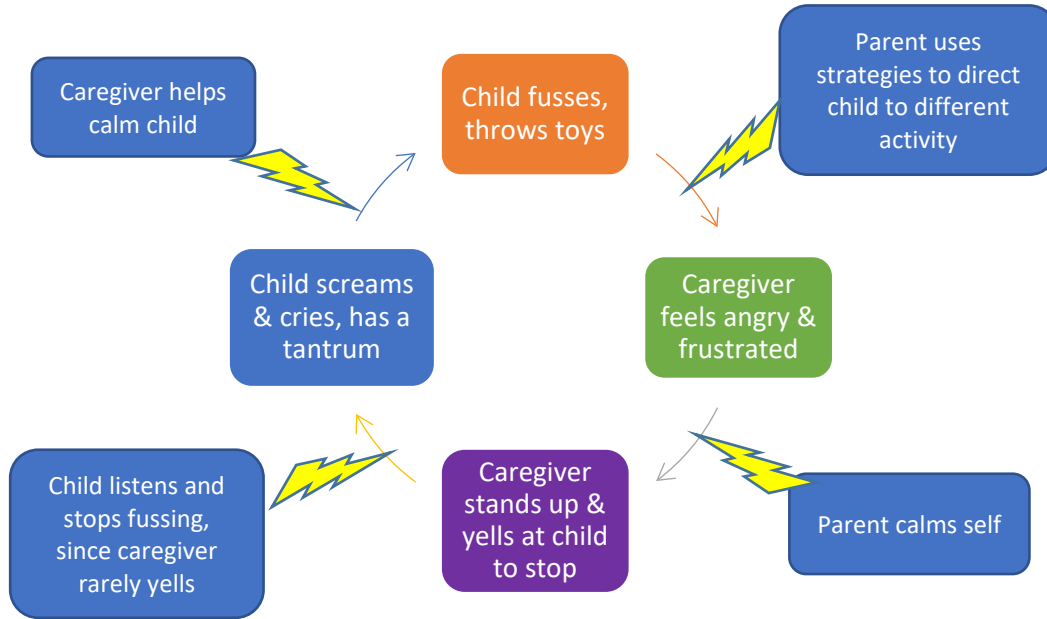 Caregiver helps
calm child
Child fusses,
throws toys
Parent uses
strategies to direct
child to different
activity
Child screams
& cries, has a
tantrum
Caregiver
feels angry &
frustrated
Child listens and
stops fussing,
since caregiver
rarely yells
Caregiver
stands up &
yells at child
to stop
Parent calms self